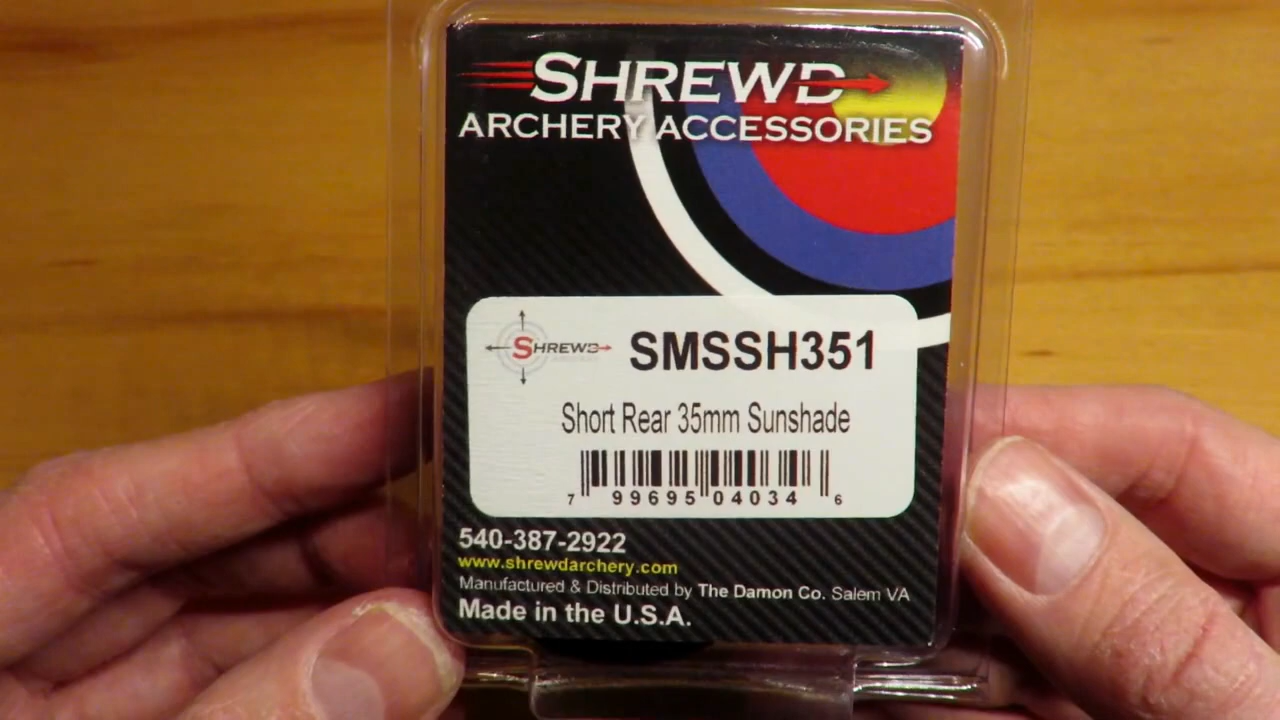 SHREWD
ARCHERY ACCESSORIES
SHREWD
SMSSH351
Short Rear 35mm Sunshade
7 99695 04034 6
540-387-2922
www.shrewdarchery.com
Manufactured & Distributed by The Damon Co. Salem VA
Made in the U.S.A.